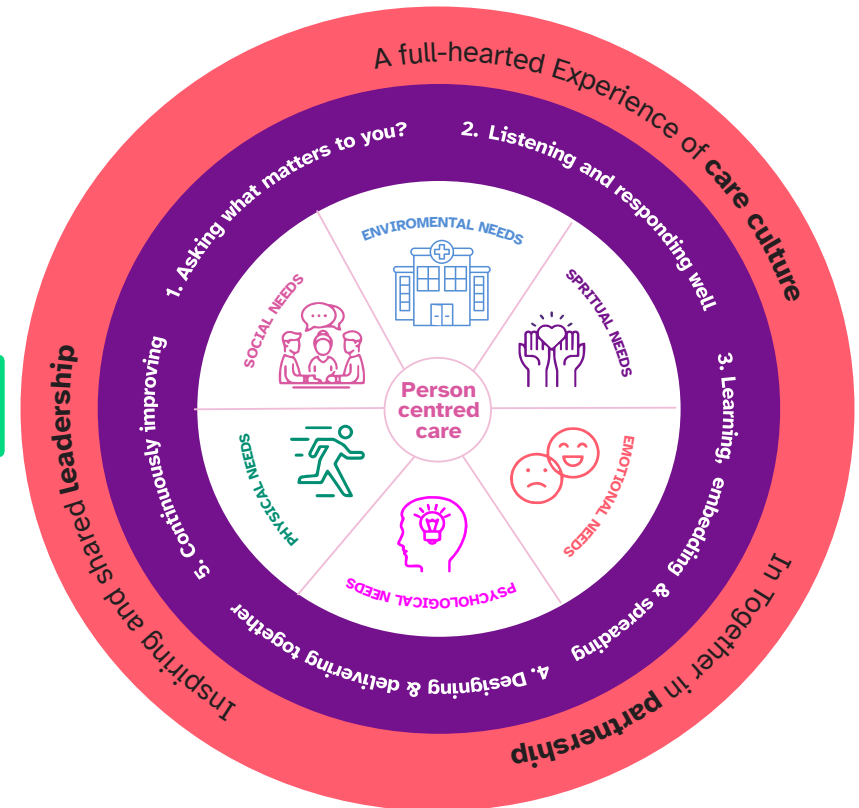 A full-hearted Experience of care culture
In Together in partnership
Inspiring and shared Leadership
1. Asking what matters to you?
2. Listening and responding well
3. Learning, embedding & spreading
4. Designing & delivering together
5. Continuously improving
ENVIROMENTAL NEEDS
SPRITUAL NEEDS
EMOTIONAL NEEDS
PSYCHOLOGICAL NEEDS
PHYSICAL NEEDS
SOCIAL NEEDS
Person
centred
care